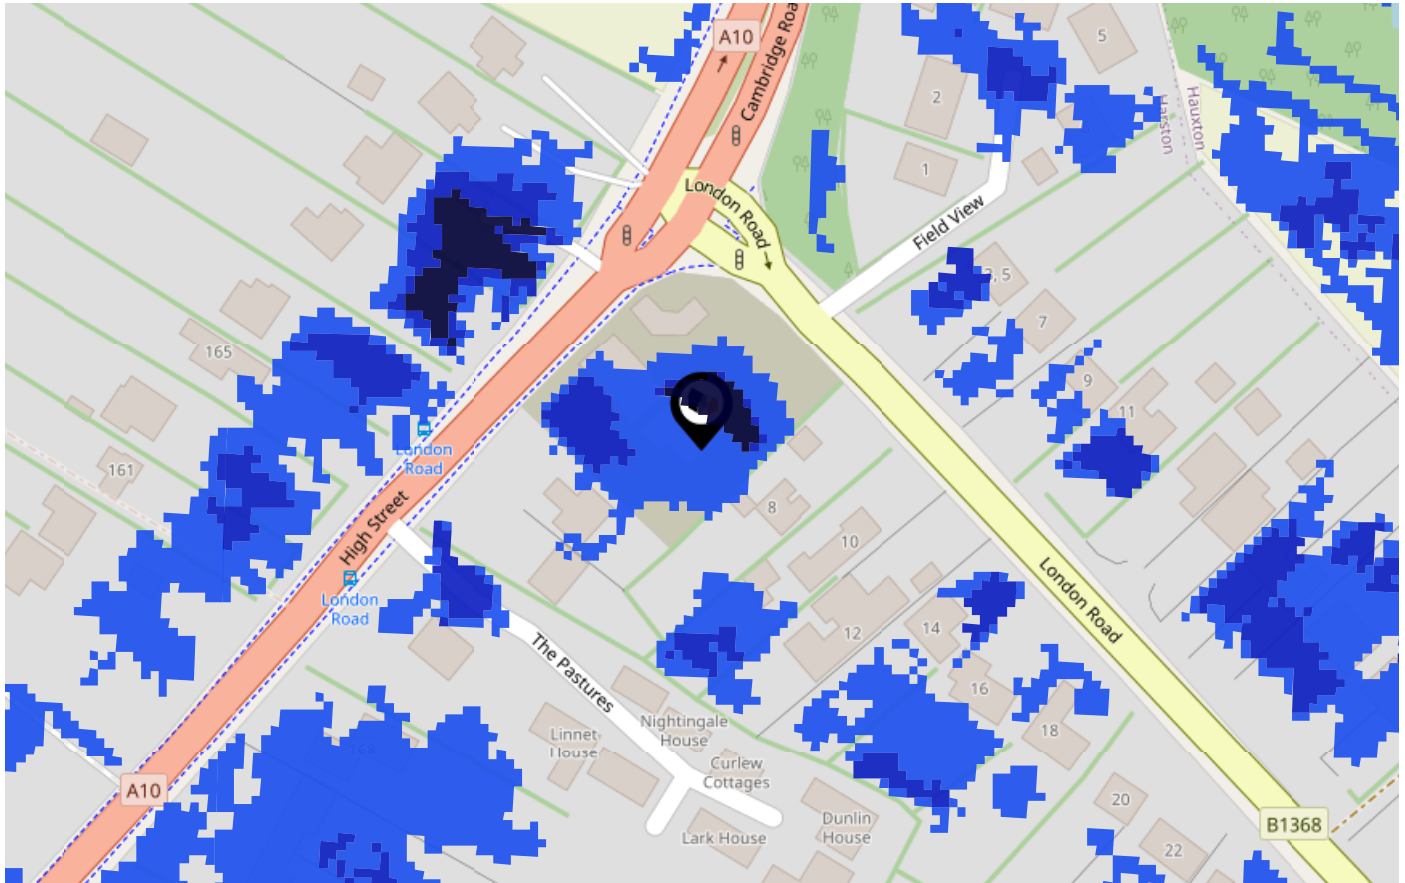 A10
Cambridge Roa
5
2
Hauxton
Harston
1
London Road
Field View
3, 5
7
165
9
11
London
Road
161
8
High Street
10
London
Road
London Road
12
14
The Pastures
16
Nightingale
House
18
Linnet
House
168
Curlew
Cottages
A10
20
Dunlin
House
Lark House
B1368
22